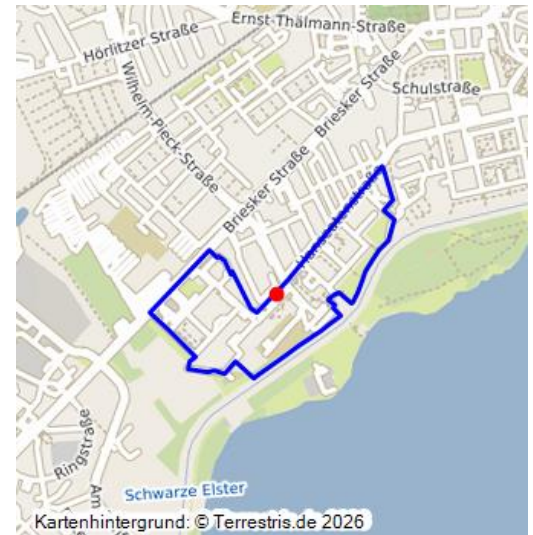 Ernst-Thälmann-Straße
Hörlitzer Straße
Wilhelm-Pieck-Straße
Briesker Straße
Schulstraße
Briesker Straße
Ringstraße
Am
Schwarze Elster
Kartenhintergrund: © Terrestris.de 2026